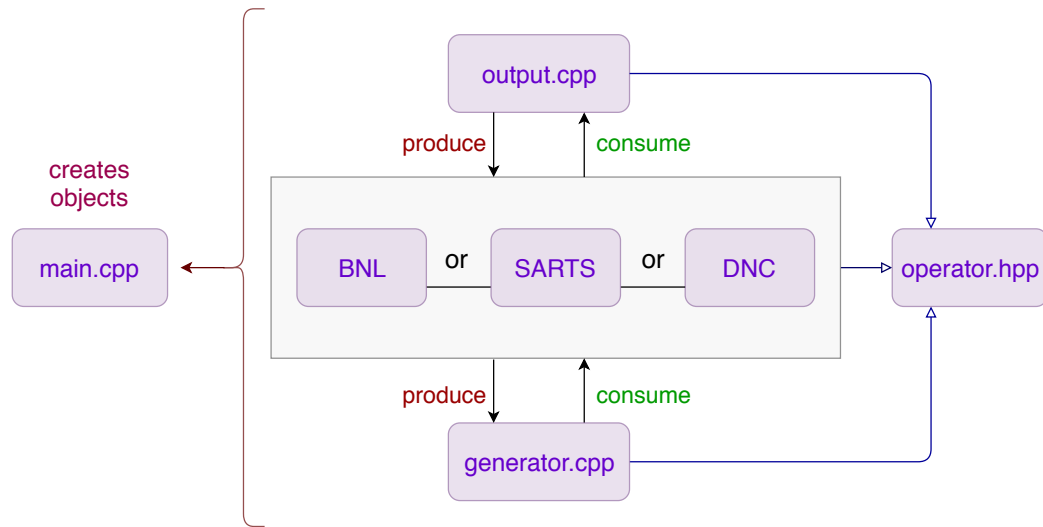 output.cpp
produce
consume
creates
objects
main.cpp
BNL
or
SARTS
or
DNC
operator.hpp
produce
consume
generator.cpp